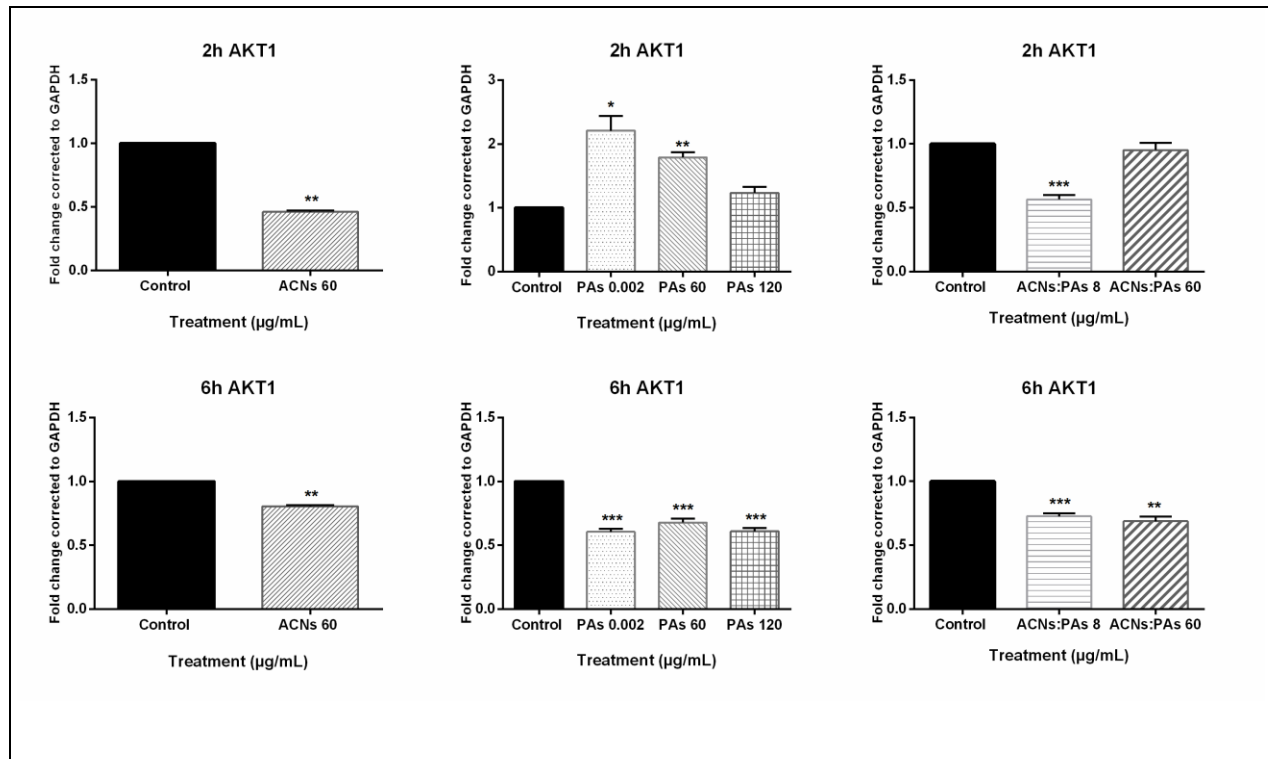 2h AKT1
Fold change corrected to GAPDH
1.5
1.0
0.5
0.0
**
Control
ACNs 60
Treatment (µg/mL)
2h AKT1
Fold change corrected to GAPDH
3
2
1
0
*
**
Control
PAs 0.002
PAs 60
PAs 120
Treatment (µg/mL)
2h AKT1
Fold change corrected to GAPDH
1.5
1.0
0.5
0.0
***
Control
ACNs:PAs 8
ACNs:PAs 60
Treatment (µg/mL)
6h AKT1
Fold change corrected to GAPDH
1.5
1.0
0.5
0.0
**
Control
ACNs 60
Treatment (µg/mL)
6h AKT1
Fold change corrected to GAPDH
1.5
1.0
0.5
0.0
***
***
***
Control
PAs 0.002
PAs 60
PAs 120
Treatment (µg/mL)
6h AKT1
Fold change corrected to GAPDH
1.5
1.0
0.5
0.0
***
**
Control
ACNs:PAs 8
ACNs:PAs 60
Treatment (µg/mL)